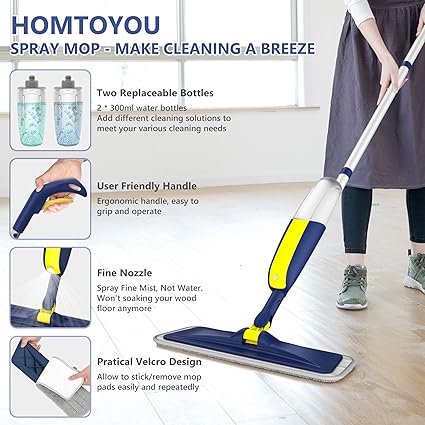 HOMTOYOU
SPRAY MOP - MAKE CLEANING A BREEZE
Two Replaceable Bottles
2 * 300ml water bottles
Add different cleaning solutions to
meet your various cleaning needs
User Friendly Handle
Ergonomic handle, easy to
grip and operate
Fine Nozzle
Spray Fine Mist, Not Water.
Won't soaking your wood
floor anymore
Pratical Velcro Design
Allow to stick/remove mop
pads easily and repeatedly